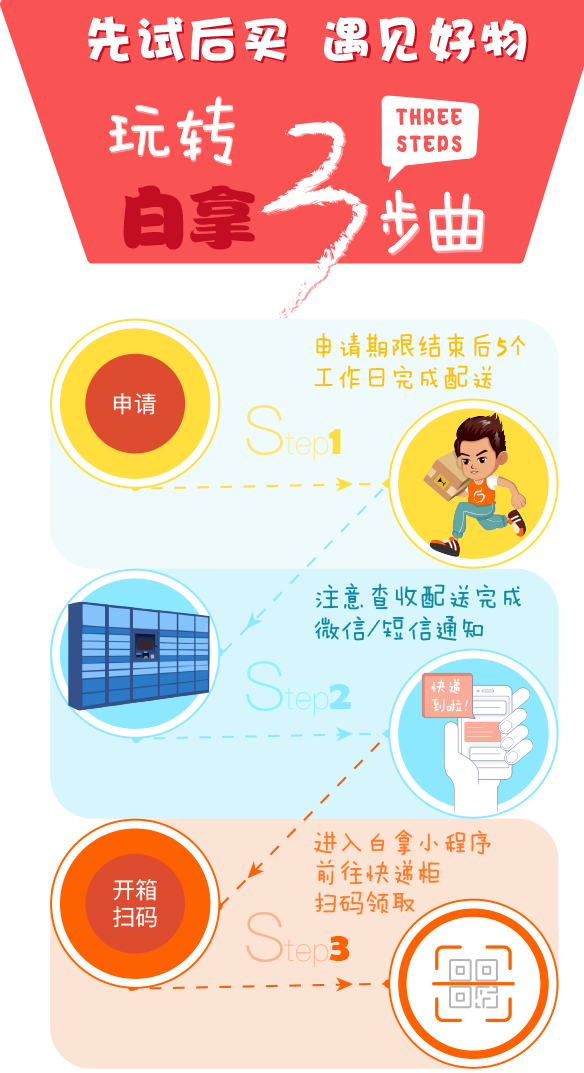 先试后买 遇见好物
玩转
THREE
STEPS
白拿
3
步曲
申请
申请期限结束后5个
工作日完成配送
Step1
注意查收配送完成
微信/短信通知
Step2
快递
到啦!
开箱
扫码
进入白拿小程序
前往快递柜
扫码领取
Step3